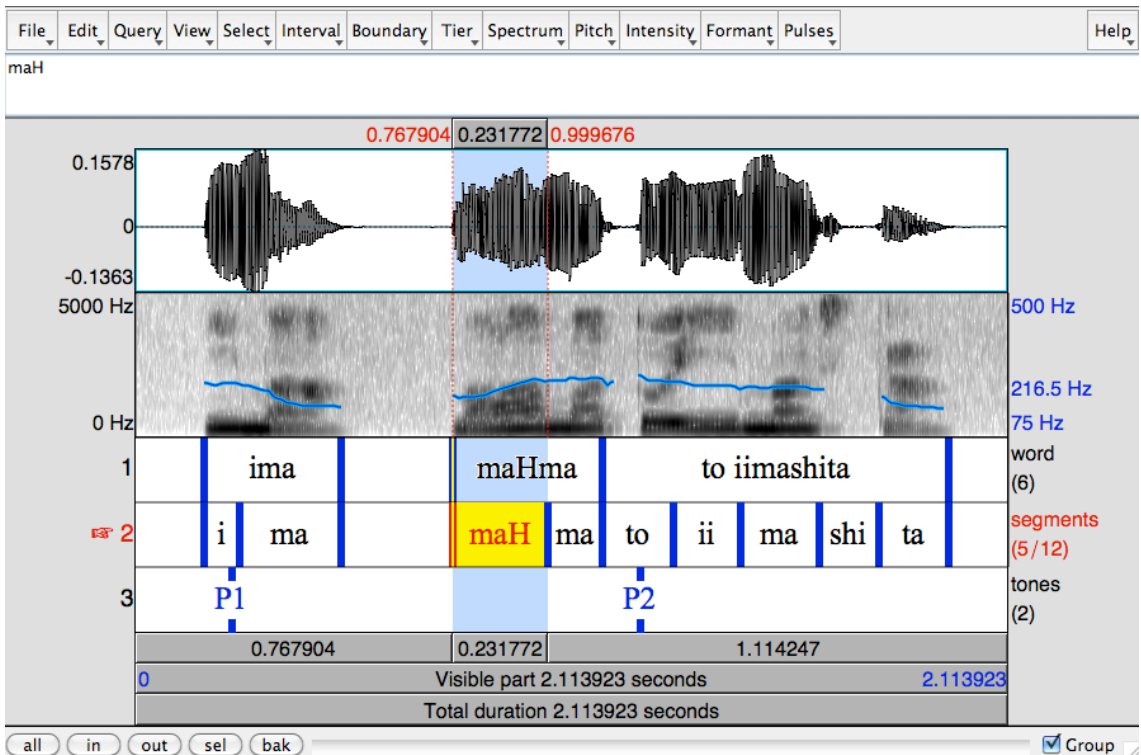 File Edit Query View Select Interval Boundary Tier Spectrum Pitch Intensity Formant Pulses Help
maH
0.767904 0.231772 0.999676
0.1578
0
-0.1363
5000 Hz 500 Hz
216.5 Hz
0 Hz 75 Hz
1 ima maHma to iimashita word
(6)
2 i ma maH ma to ii ma shi ta segments
(5/12)
3 P1 P2 tones
(2)
0.767904 0.231772 1.114247
0 Visible part 2.113923 seconds 2.113923
Total duration 2.113923 seconds
all in out sel bak Group